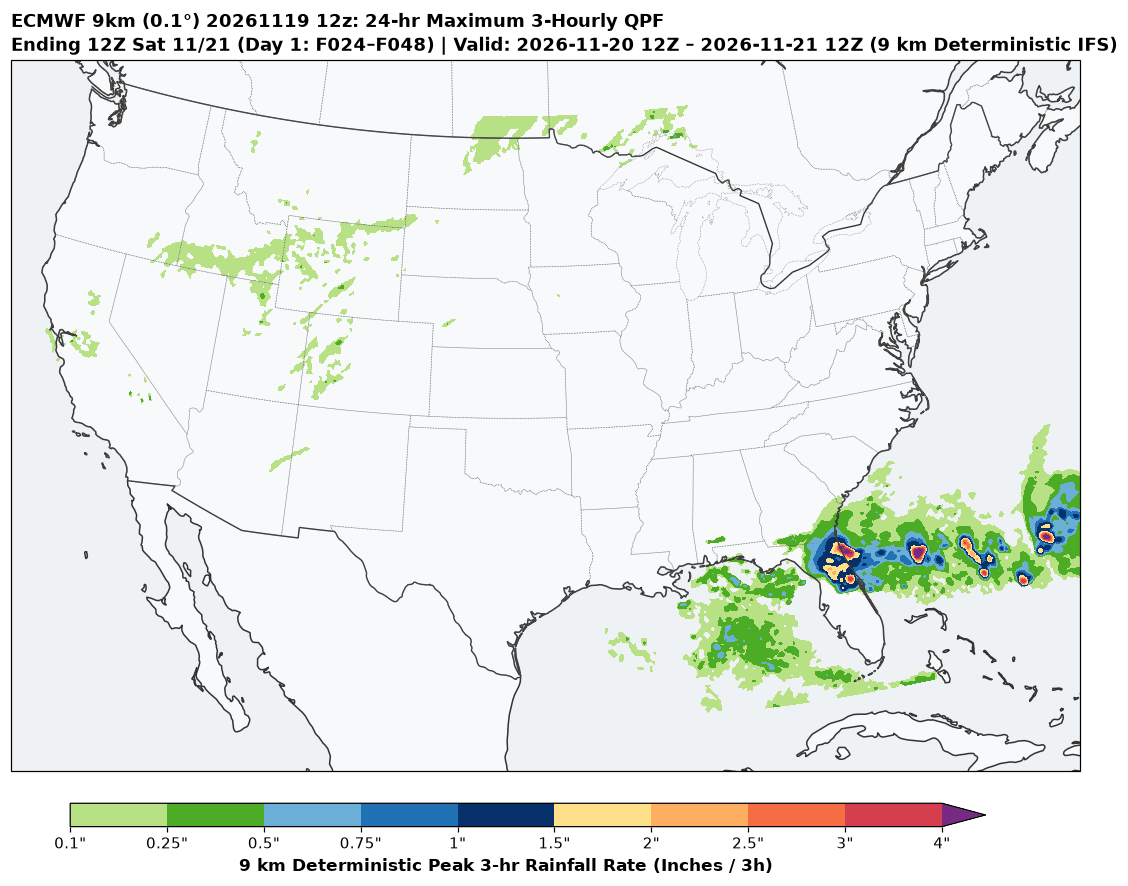 ECMWF 9km (0.1°) 20261119 12z: 24-hr Maximum 3-Hourly QPF
Ending 12Z Sat 11/21 (Day 1: F024–F048) | Valid: 2026-11-20 12Z – 2026-11-21 12Z (9 km Deterministic IFS)
0.1" 0.25" 0.5" 0.75" 1" 1.5" 2" 2.5" 3" 4"
9 km Deterministic Peak 3-hr Rainfall Rate (Inches / 3h)